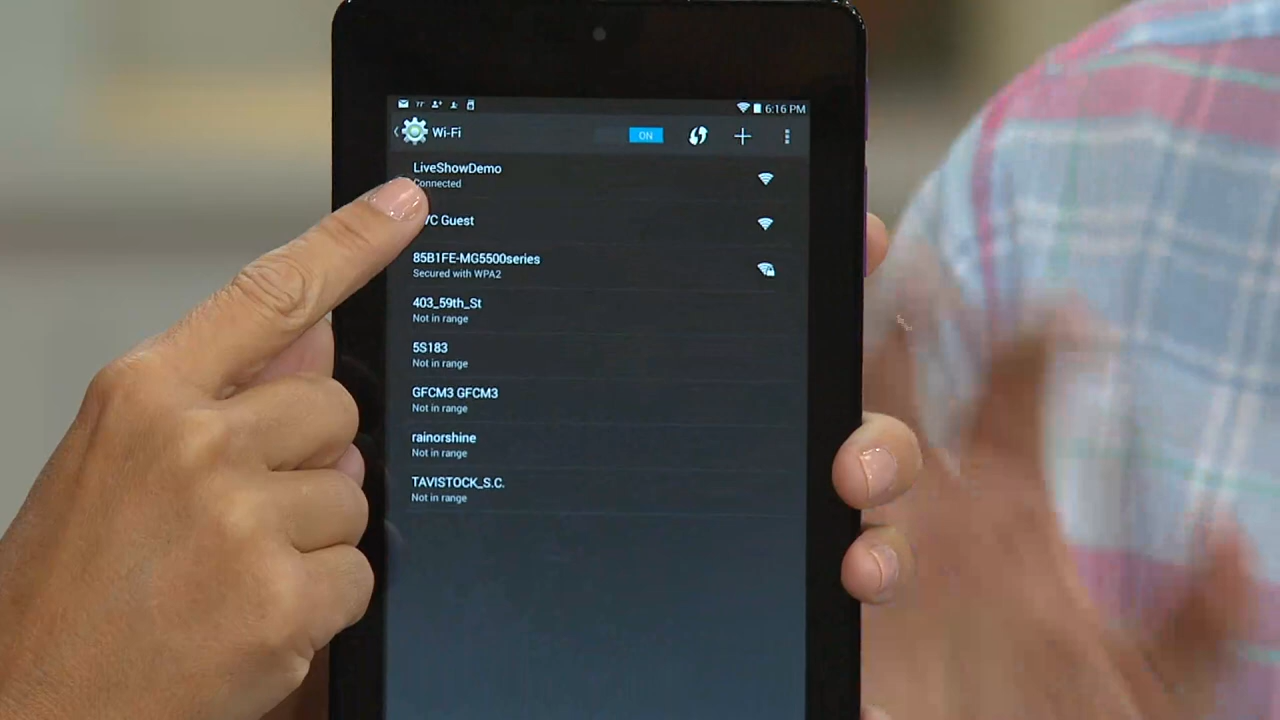 6:16 PM
Wi-Fi
ON
LiveShowDemo
Connected
Guest
85B1FE-MG5500series
Secured with WPA2
403_59th_St
Not in range
5S183
Not in range
GFCM3 GFCM3
Not in range
rainorshine
Not in range
TAVISTOCK_S.C.
Not in range